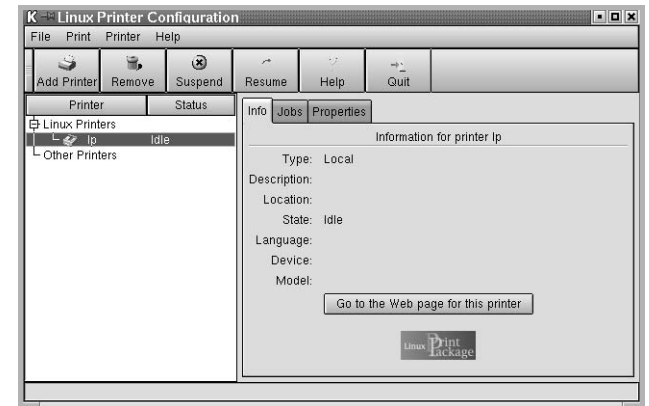 K Linux Printer Configuration
File Print Printer Help
Add Printer Remove Suspend Resume Help Quit
Printer Status
Linux Printers
lp Idle
Other Printers
Info Jobs Properties
Information for printer lp
Type: Local
Description:
Location:
State: Idle
Language:
Device:
Model:
Go to the Web page for this printer
Linux Print Package